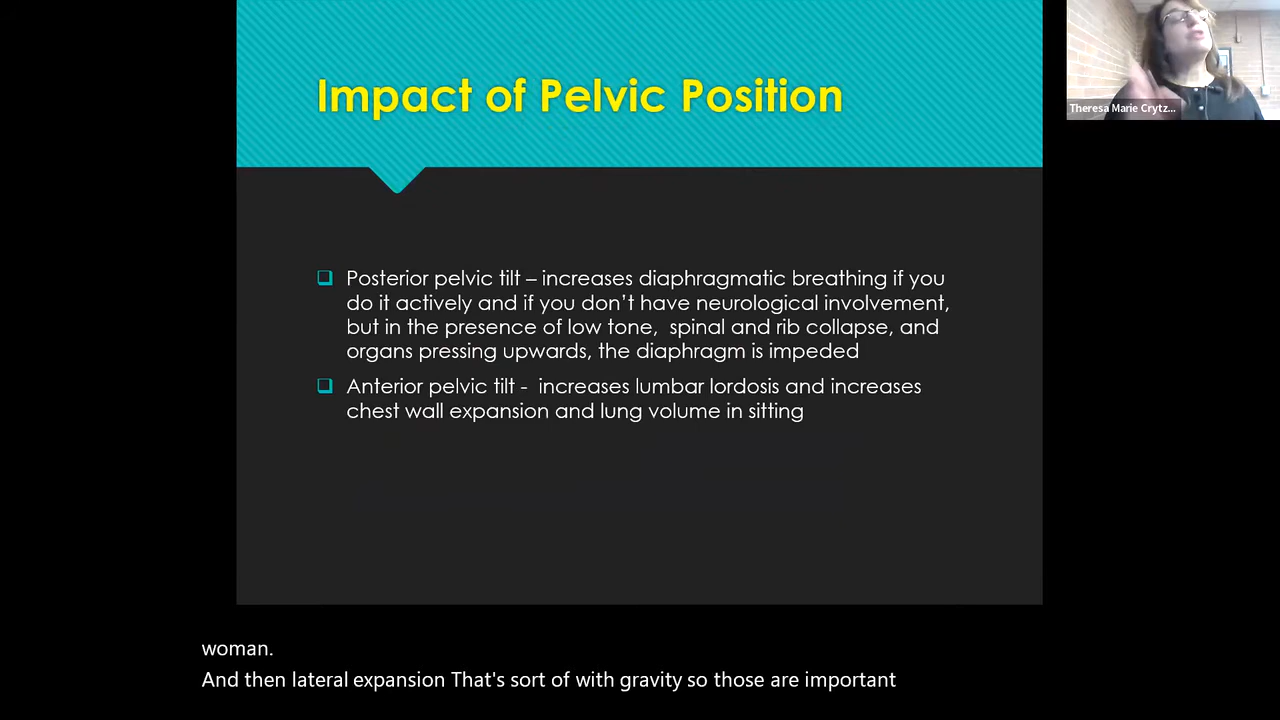 Impact of Pelvic Position
Theresa Marie Crytz...
❑ Posterior pelvic tilt – increases diaphragmatic breathing if you
do it actively and if you don’t have neurological involvement,
but in the presence of low tone,  spinal and rib collapse, and
organs pressing upwards, the diaphragm is impeded
❑ Anterior pelvic tilt -  increases lumbar lordosis and increases
chest wall expansion and lung volume in sitting
woman.
And then lateral expansion That's sort of with gravity so those are important